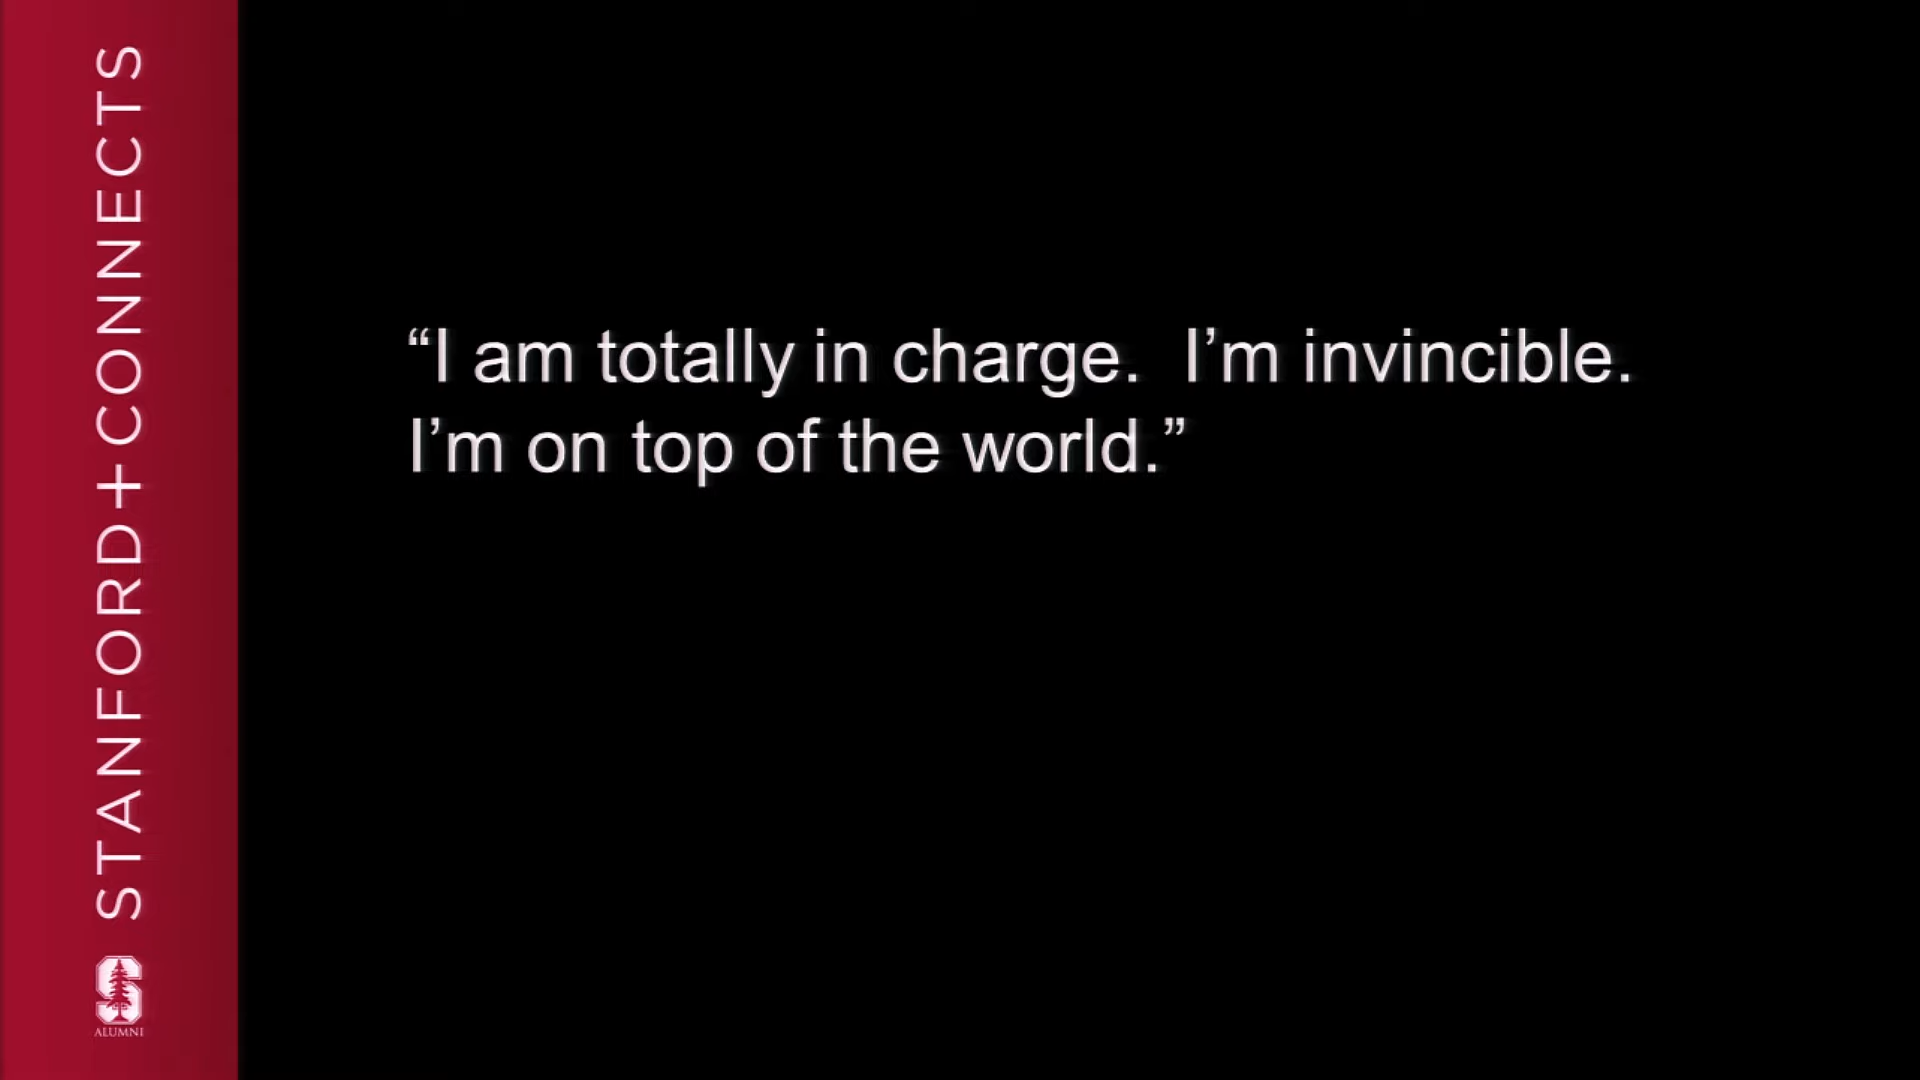 STANFORD+CONNECTS
ALUMNI
“I am totally in charge.  I’m invincible.
I’m on top of the world.”